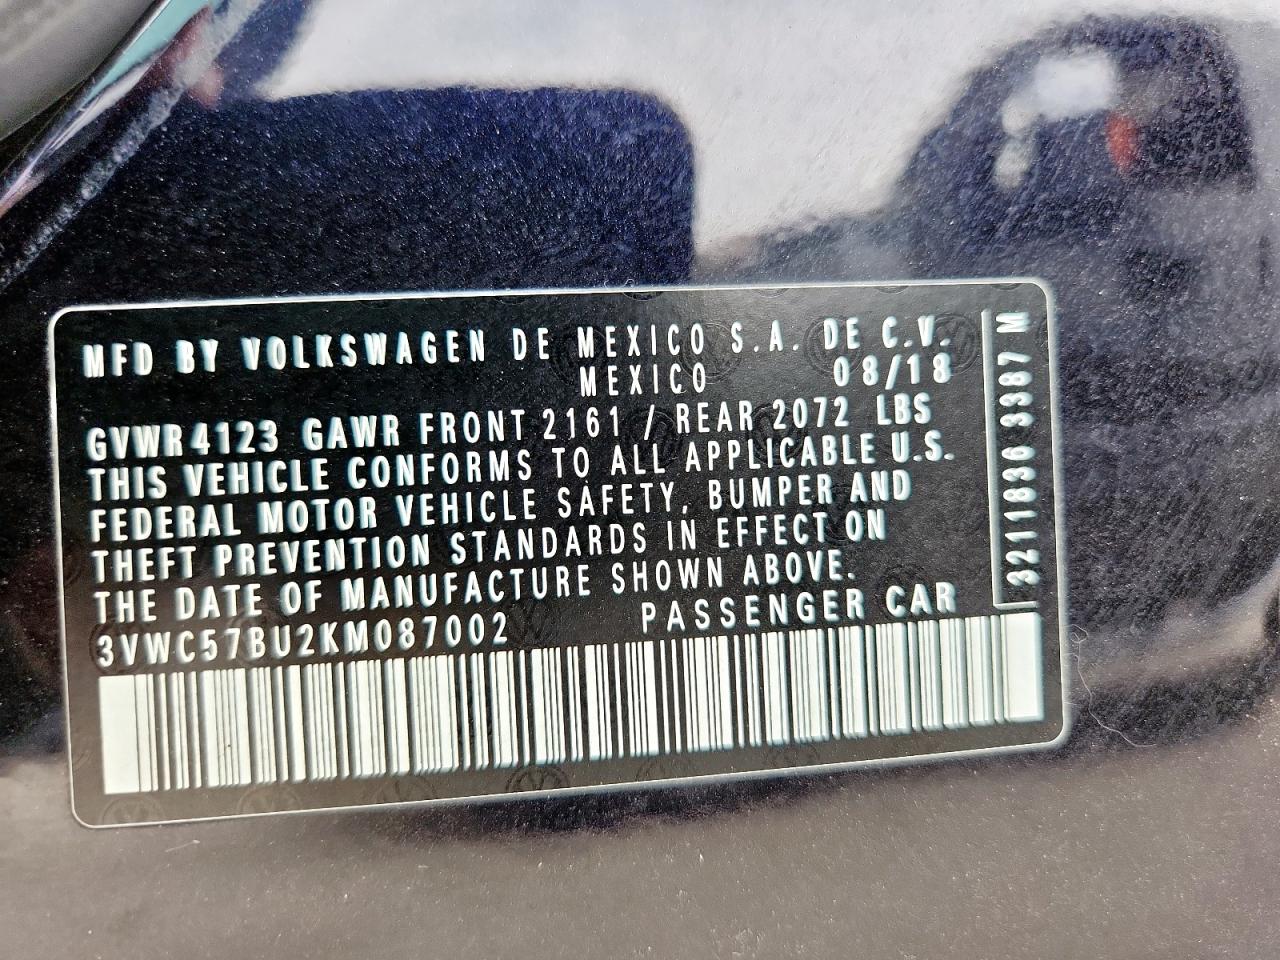 MFD BY VOLKSWAGEN DE MEXICO S.A. DE C.V.
MEXICO 08/18
GVWR 4123 GAWR FRONT 2161 / REAR 2072 LBS
THIS VEHICLE CONFORMS TO ALL APPLICABLE U.S.
FEDERAL MOTOR VEHICLE SAFETY, BUMPER AND
THEFT PREVENTION STANDARDS IN EFFECT ON
THE DATE OF MANUFACTURE SHOWN ABOVE.
3VWC57BU2KM087002 PASSENGER CAR
3211836 3387 M